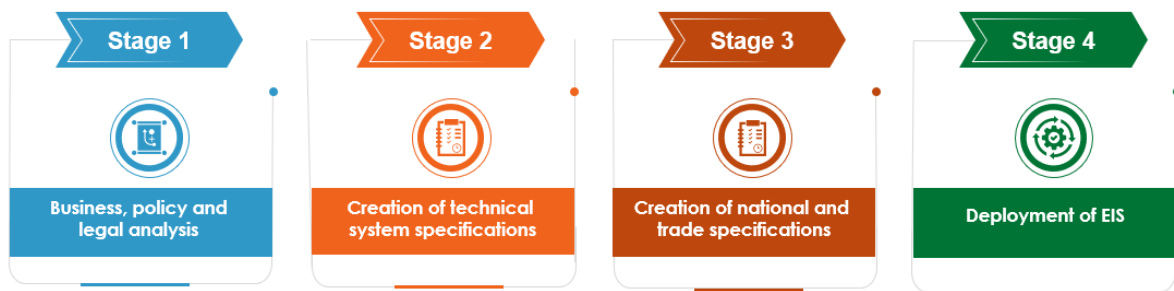 Stage 1
Business, policy and
legal analysis
Stage 2
Creation of technical
system specifications
Stage 3
Creation of national and
trade specifications
Stage 4
Deployment of EIS